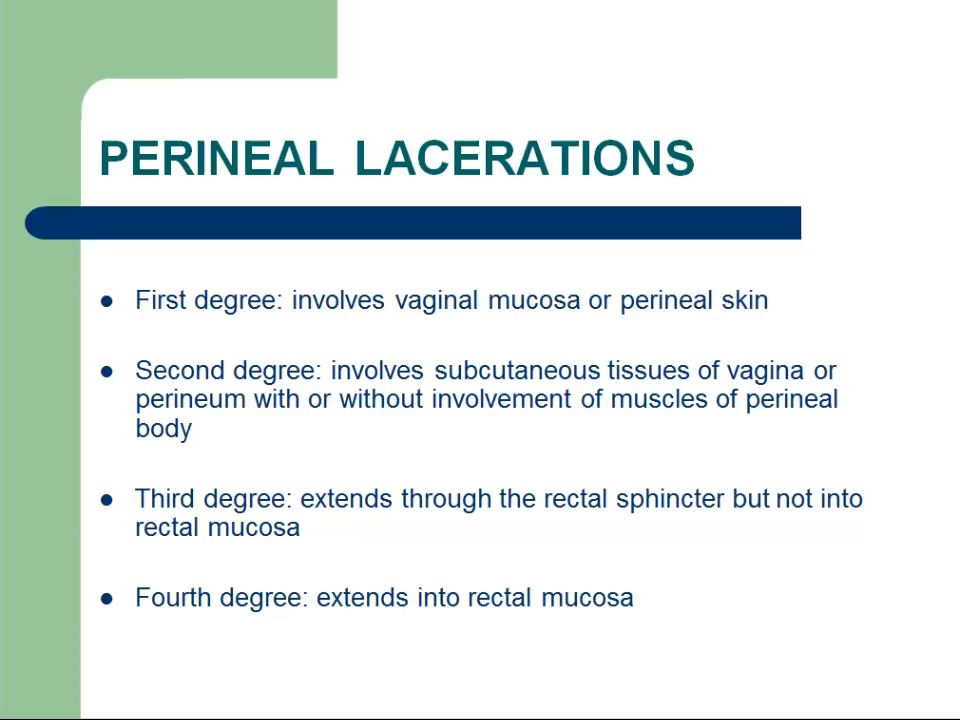 PERINEAL LACERATIONS
● First degree: involves vaginal mucosa or perineal skin
● Second degree: involves subcutaneous tissues of vagina or
perineum with or without involvement of muscles of perineal
body
● Third degree: extends through the rectal sphincter but not into
rectal mucosa
● Fourth degree: extends into rectal mucosa